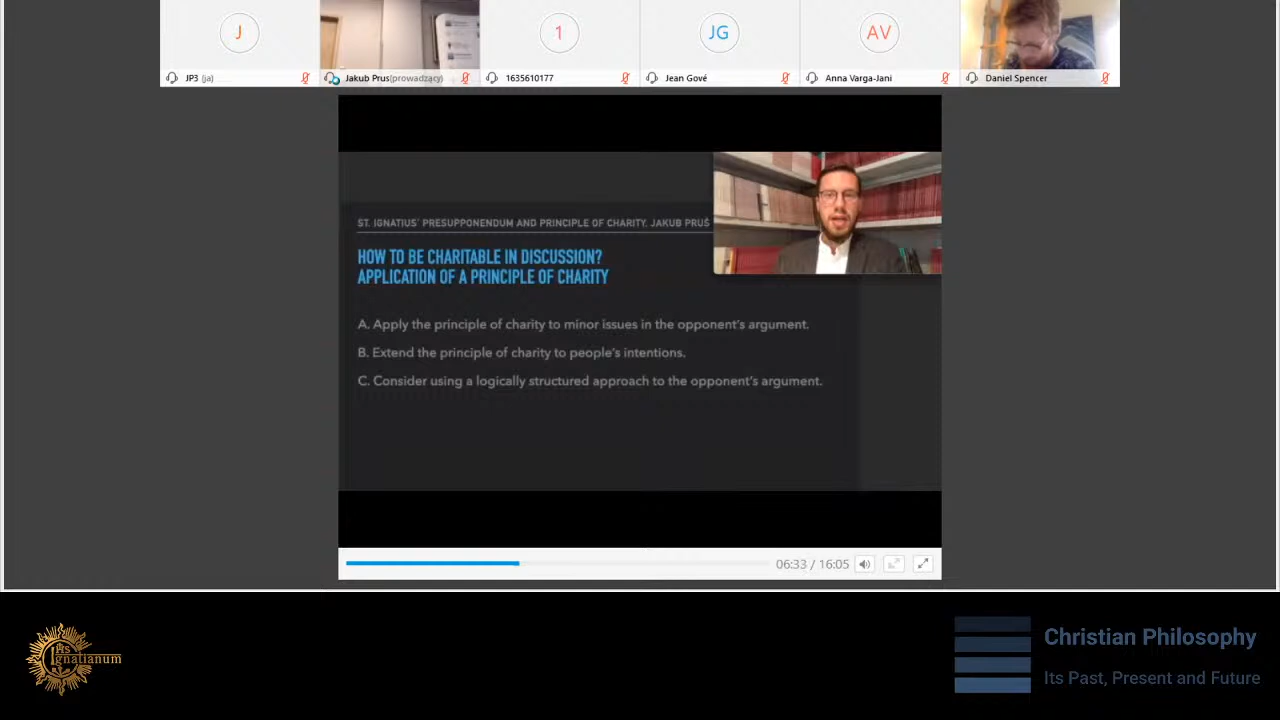 J
1
JG
AV
JP3 (ja)
Jakub Prus(prowadzący)
1635610177
Jean Gové
Anna Varga-Jani
Daniel Spencer
ST. IGNATIUS' PRESUPPONENDUM AND PRINCIPLE OF CHARITY. JAKUB PRUŚ
HOW TO BE CHARITABLE IN DISCUSSION?
APPLICATION OF A PRINCIPLE OF CHARITY
A. Apply the principle of charity to minor issues in the opponent's argument.
B. Extend the principle of charity to people's intentions.
C. Consider using a logically structured approach to the opponent's argument.
06:33 / 16:05
Ignatianum
Christian Philosophy
Its Past, Present and Future